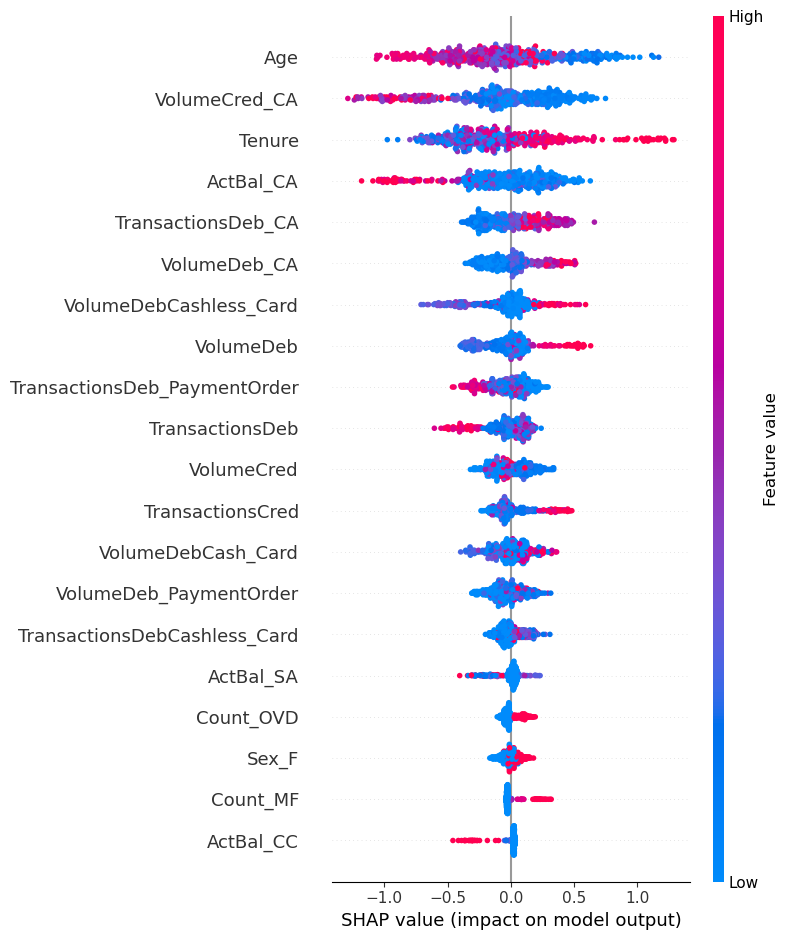 High
Age
VolumeCred_CA
Tenure
ActBal_CA
TransactionsDeb_CA
VolumeDeb_CA
VolumeDebCashless_Card
VolumeDeb
TransactionsDeb_PaymentOrder
TransactionsDeb
VolumeCred
TransactionsCred
VolumeDebCash_Card
VolumeDeb_PaymentOrder
TransactionsDebCashless_Card
ActBal_SA
Count_OVD
Sex_F
Count_MF
ActBal_CC
Feature value
Low
−1.0 −0.5 0.0 0.5 1.0
SHAP value (impact on model output)